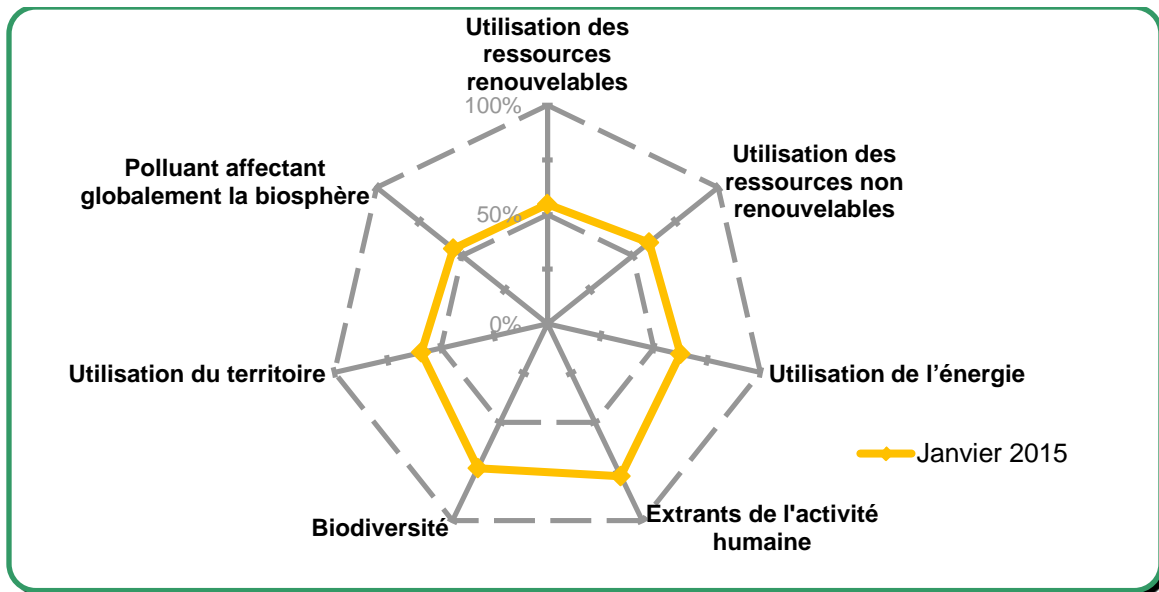 Utilisation des
ressources
renouvelables
100%
Utilisation des
ressources non
renouvelables
Polluant affectant
globalement la biosphère
50%
0%
Utilisation du territoire
Utilisation de l’énergie
Janvier 2015
Biodiversité
Extrants de l'activité
humaine